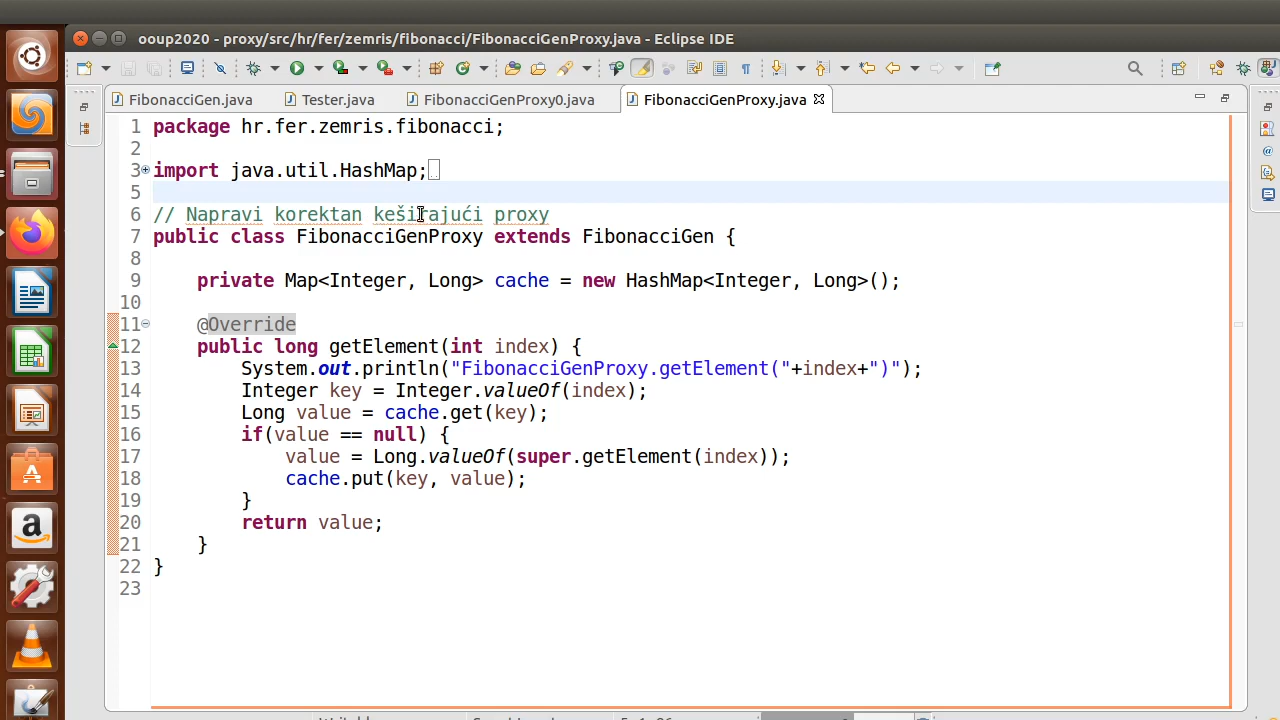 ooup2020 - proxy/src/hr/fer/zemris/fibonacci/FibonacciGenProxy.java - Eclipse IDE
FibonacciGen.java Tester.java FibonacciGenProxy0.java FibonacciGenProxy.java
1 package hr.fer.zemris.fibonacci;
2
3 import java.util.HashMap;
5
6 // Napravi korektan keširajući proxy
7 public class FibonacciGenProxy extends FibonacciGen {
8
9 private Map<Integer, Long> cache = new HashMap<Integer, Long>();
10
11 @Override
12 public long getElement(int index) {
13 System.out.println("FibonacciGenProxy.getElement("+index+")");
14 Integer key = Integer.valueOf(index);
15 Long value = cache.get(key);
16 if(value == null) {
17 value = Long.valueOf(super.getElement(index));
18 cache.put(key, value);
19 }
20 return value;
21 }
22 }
23